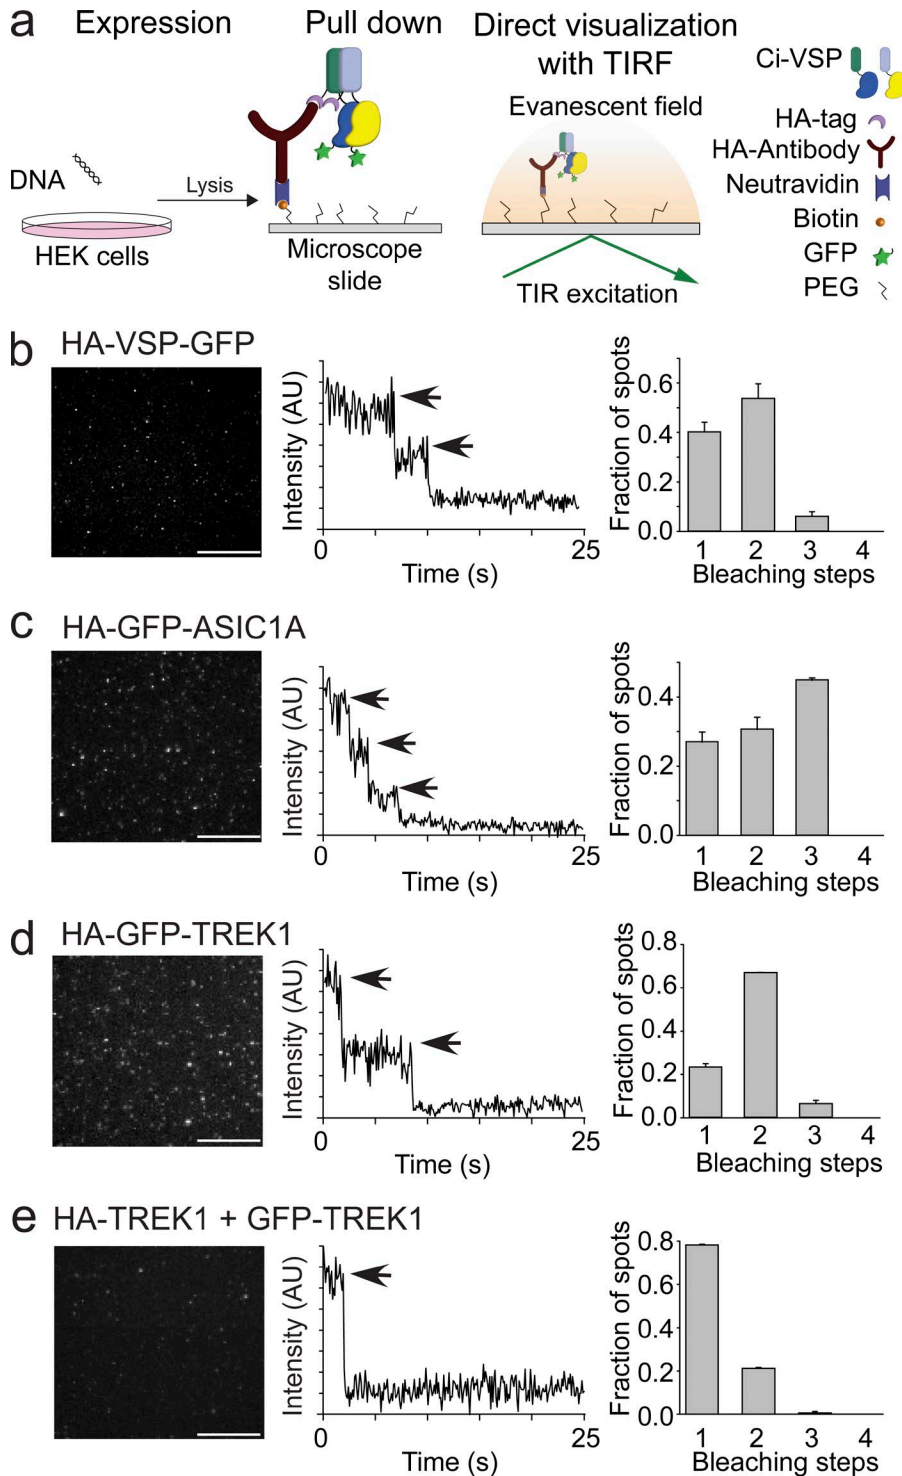 a
Expression
Pull down
Direct visualization
with TIRF
Evanescent field
DNA
Lysis
HEK cells
Microscope
slide
TIR excitation
Ci-VSP
HA-tag
HA-Antibody
Neutravidin
Biotin
GFP
PEG
b HA-VSP-GFP
Intensity (AU)
0 25
Time (s)
Fraction of spots
0.6
0.4
0.2
0.0
1 2 3 4
Bleaching steps
c HA-GFP-ASIC1A
Intensity (AU)
0 25
Time (s)
Fraction of spots
0.4
0.2
0.0
1 2 3 4
Bleaching steps
d HA-GFP-TREK1
Intensity (AU)
0 25
Time (s)
Fraction of spots
0.8
0.6
0.4
0.2
0.0
1 2 3 4
Bleaching steps
e HA-TREK1 + GFP-TREK1
Intensity (AU)
0 25
Time (s)
Fraction of spots
0.8
0.6
0.4
0.2
0.0
1 2 3 4
Bleaching steps